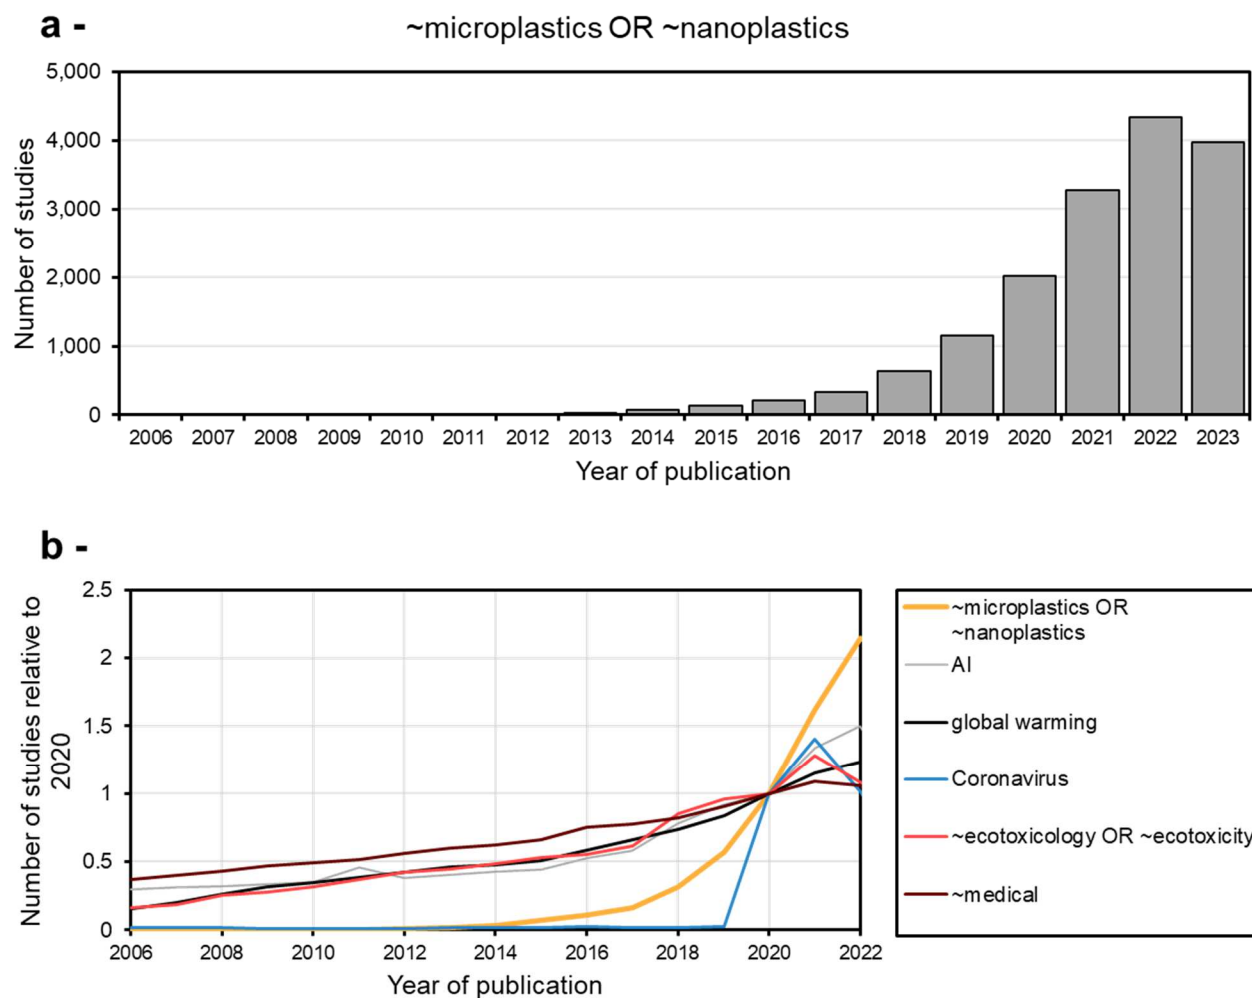 a -
~microplastics OR ~nanoplastics
Number of studies
5,000
4,000
3,000
2,000
1,000
0
2006 2007 2008 2009 2010 2011 2012 2013 2014 2015 2016 2017 2018 2019 2020 2021 2022 2023
Year of publication
b -
Number of studies relative to
2020
2.5
2
1.5
1
0.5
0
2006 2008 2010 2012 2014 2016 2018 2020 2022
Year of publication
~microplastics OR
~nanoplastics
AI
global warming
Coronavirus
~ecotoxicology OR ~ecotoxicity
~medical